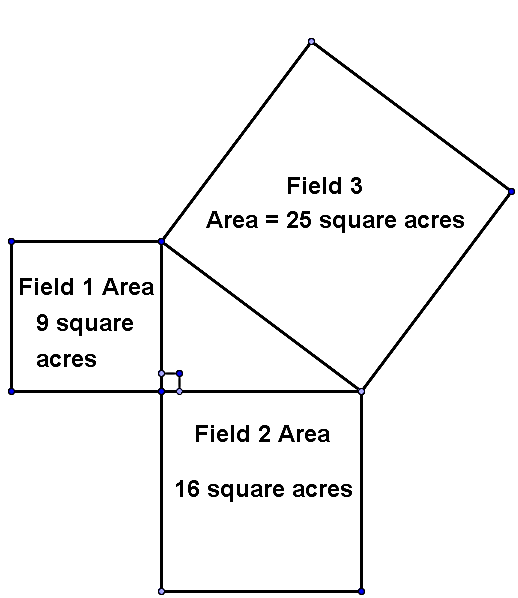 Field 3
Area = 25 square acres
Field 1 Area
9 square
acres
Field 2 Area
16 square acres